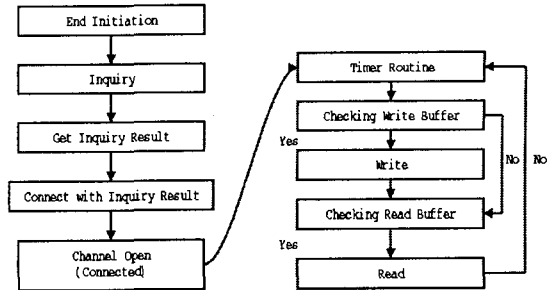 End Initiation
Inquiry
Get Inquiry Result
Connect with Inquiry Result
Channel Open
(Connected)
Timer Routine
Checking Write Buffer
Yes
Write
No
No
Checking Read Buffer
Yes
Read